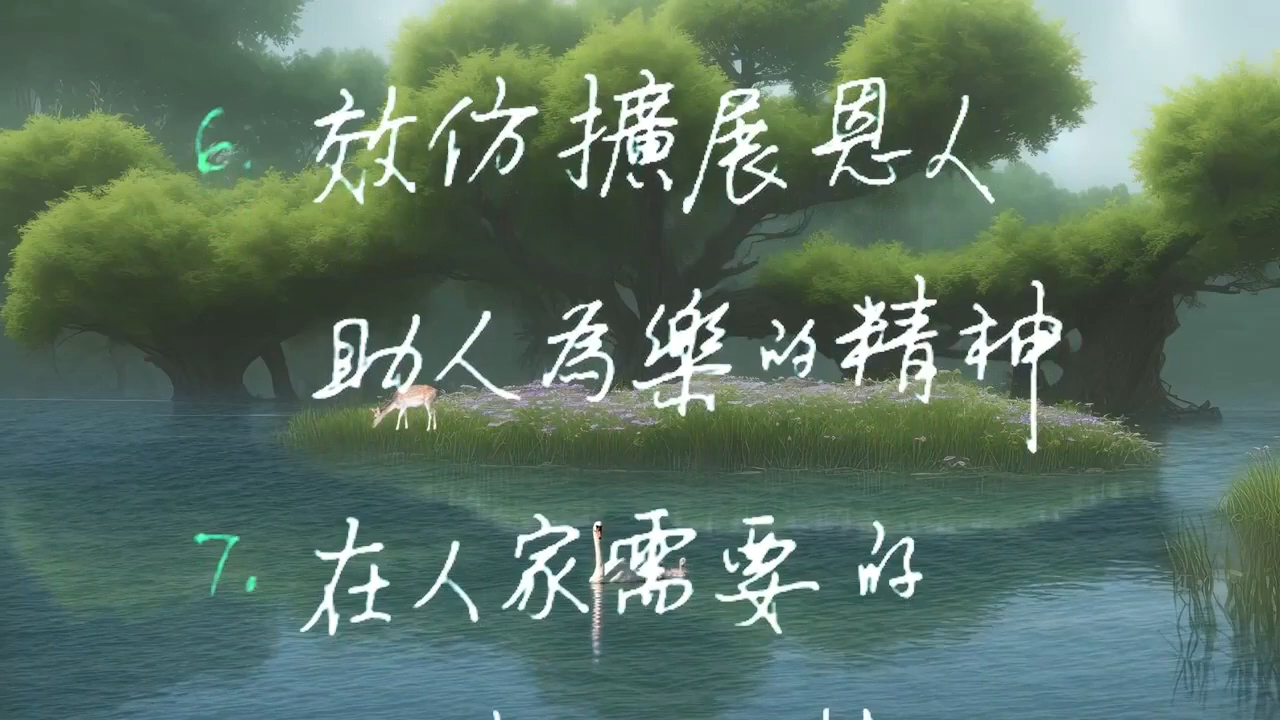 6. 效仿擴展恩人
助人為樂的精神
7. 在人家需要的